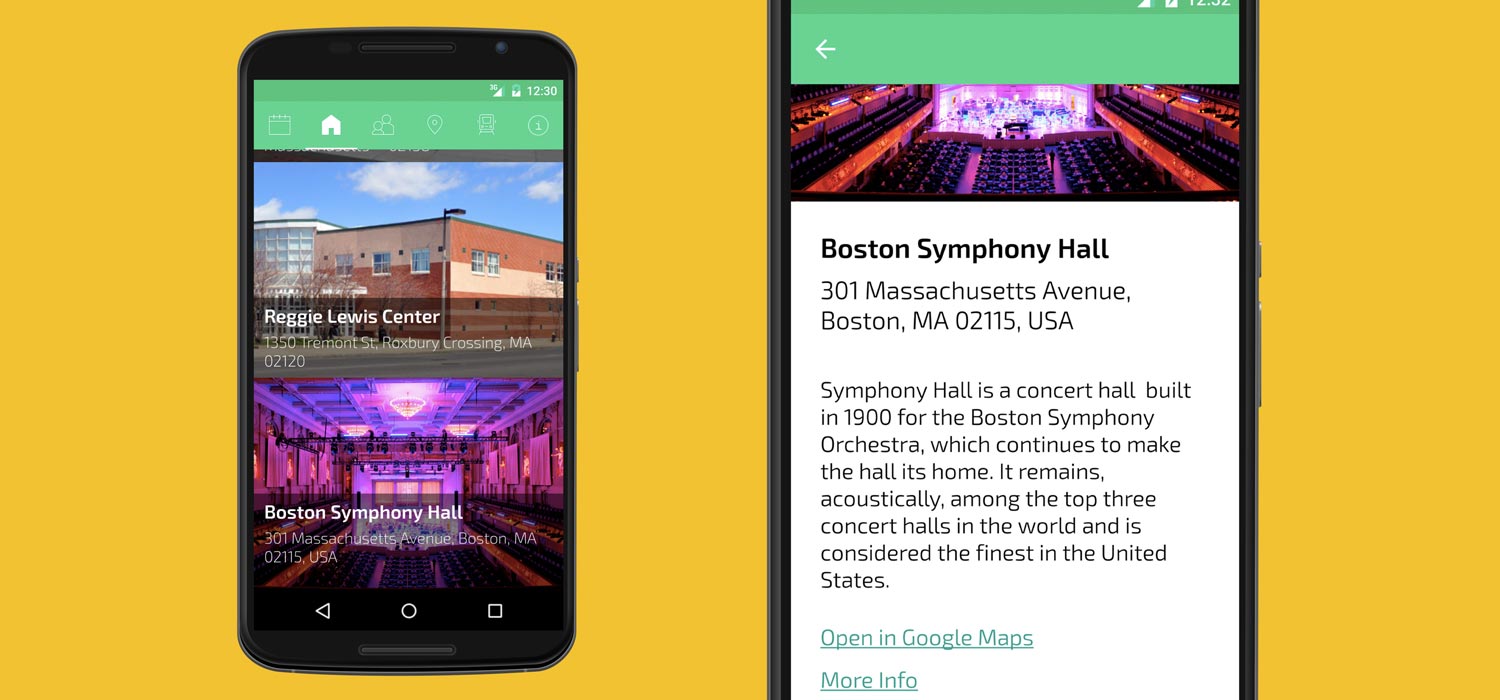 3G 12:30
Massachusetts
Reggie Lewis Center
1350 Tremont St, Roxbury Crossing, MA
02120
Boston Symphony Hall
301 Massachusetts Avenue, Boston, MA
02115, USA
12:32
Boston Symphony Hall
301 Massachusetts Avenue,
Boston, MA 02115, USA
Symphony Hall is a concert hall built
in 1900 for the Boston Symphony
Orchestra, which continues to make
the hall its home. It remains,
acoustically, among the top three
concert halls in the world and is
considered the finest in the United
States.
Open in Google Maps
More Info